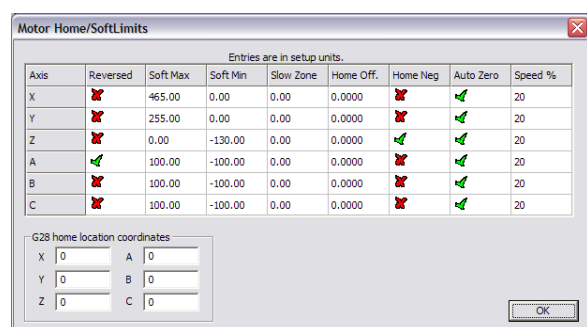 Motor Home/SoftLimits
Entries are in setup units.
Axis Reversed Soft Max Soft Min Slow Zone Home Off. Home Neg Auto Zero Speed %
X 465.00 0.00 0.00 0.0000 20
Y 255.00 0.00 0.00 0.0000 20
Z 0.00 -130.00 0.00 0.0000 20
A 100.00 -100.00 0.00 0.0000 20
B 100.00 -100.00 0.00 0.0000 20
C 100.00 -100.00 0.00 0.0000 20
G28 home location coordinates
X 0 A 0
Y 0 B 0
Z 0 C 0
OK